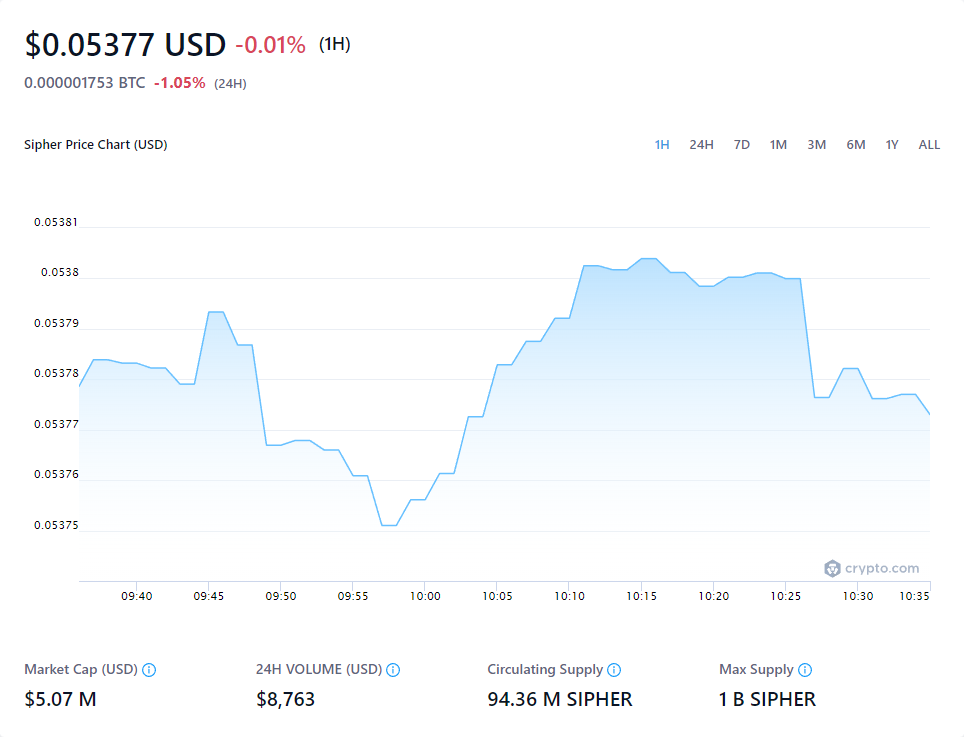 $0.05377 USD -0.01% (1H)
0.000001753 BTC -1.05% (24H)
Sipher Price Chart (USD)
1H 24H 7D 1M 3M 6M 1Y ALL
0.05381
0.0538
0.05379
0.05378
0.05377
0.05376
0.05375
crypto.com
09:40 09:45 09:50 09:55 10:00 10:05 10:10 10:15 10:20 10:25 10:30 10:35
Market Cap (USD) 24H VOLUME (USD) Circulating Supply Max Supply
$5.07 M $8,763 94.36 M SIPHER 1 B SIPHER